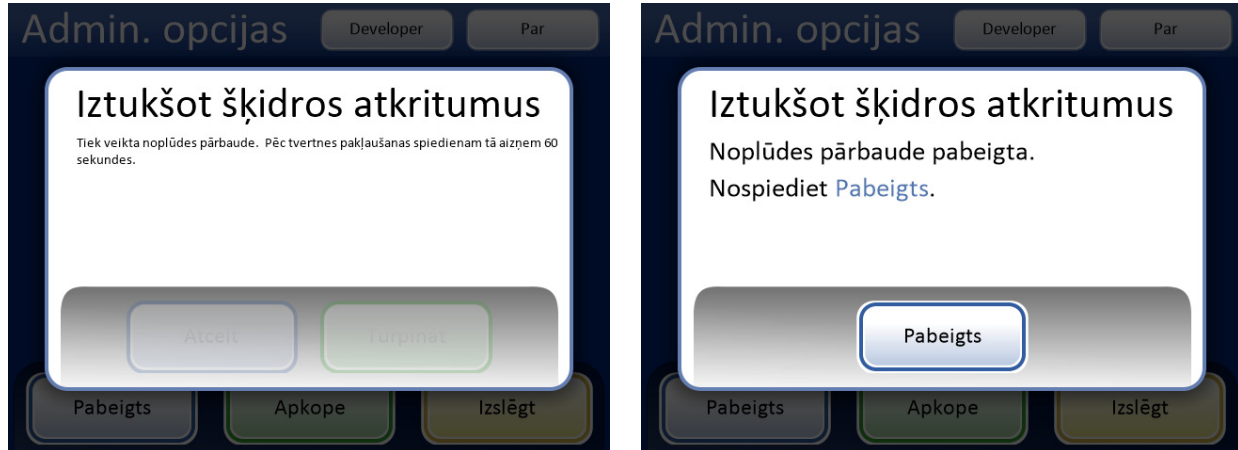 Admin. opcijas Developer Par
Iztukšot šķidros atkritumus
Tiek veikta noplūdes pārbaude. Pēc tvertnes pakļaušanas spiedienam tā aizņem 60
sekundes.
Atcelt Turpināt
Pabeigts Apkope Izslēgt
Admin. opcijas Developer Par
Iztukšot šķidros atkritumus
Noplūdes pārbaude pabeigta.
Nospiediet Pabeigts.
Pabeigts
Pabeigts Apkope Izslēgt